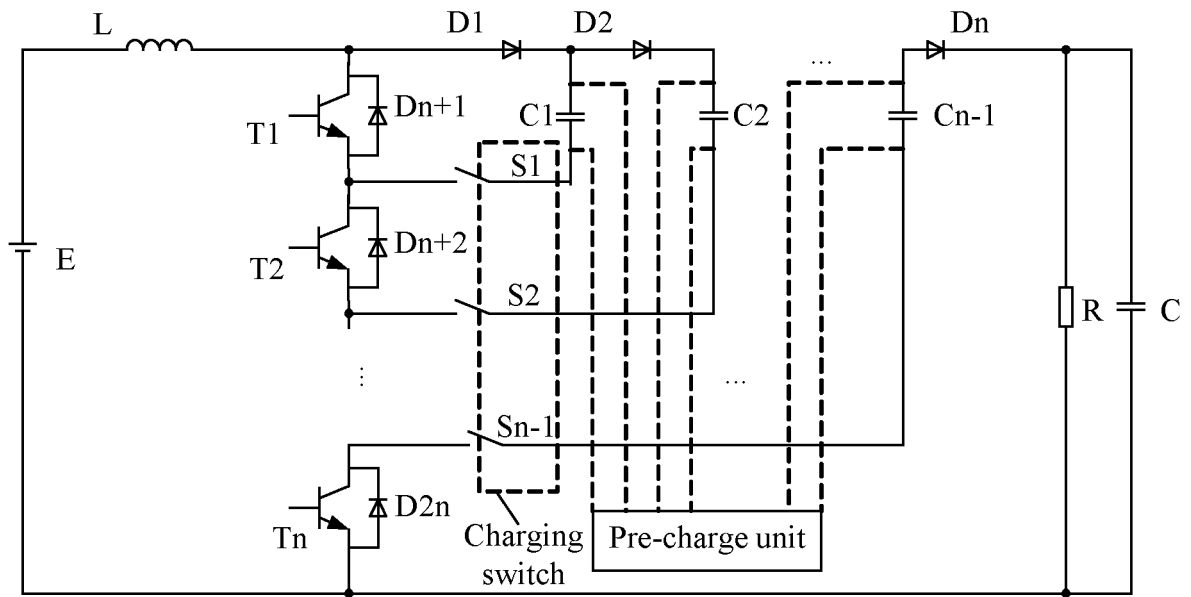 L
D1
D2
Dn
...
T1
Dn+1
C1
C2
Cn-1
S1
E
T2
Dn+2
S2
R
C
...
...
Sn-1
Tn
D2n
Charging
switch
Pre-charge unit